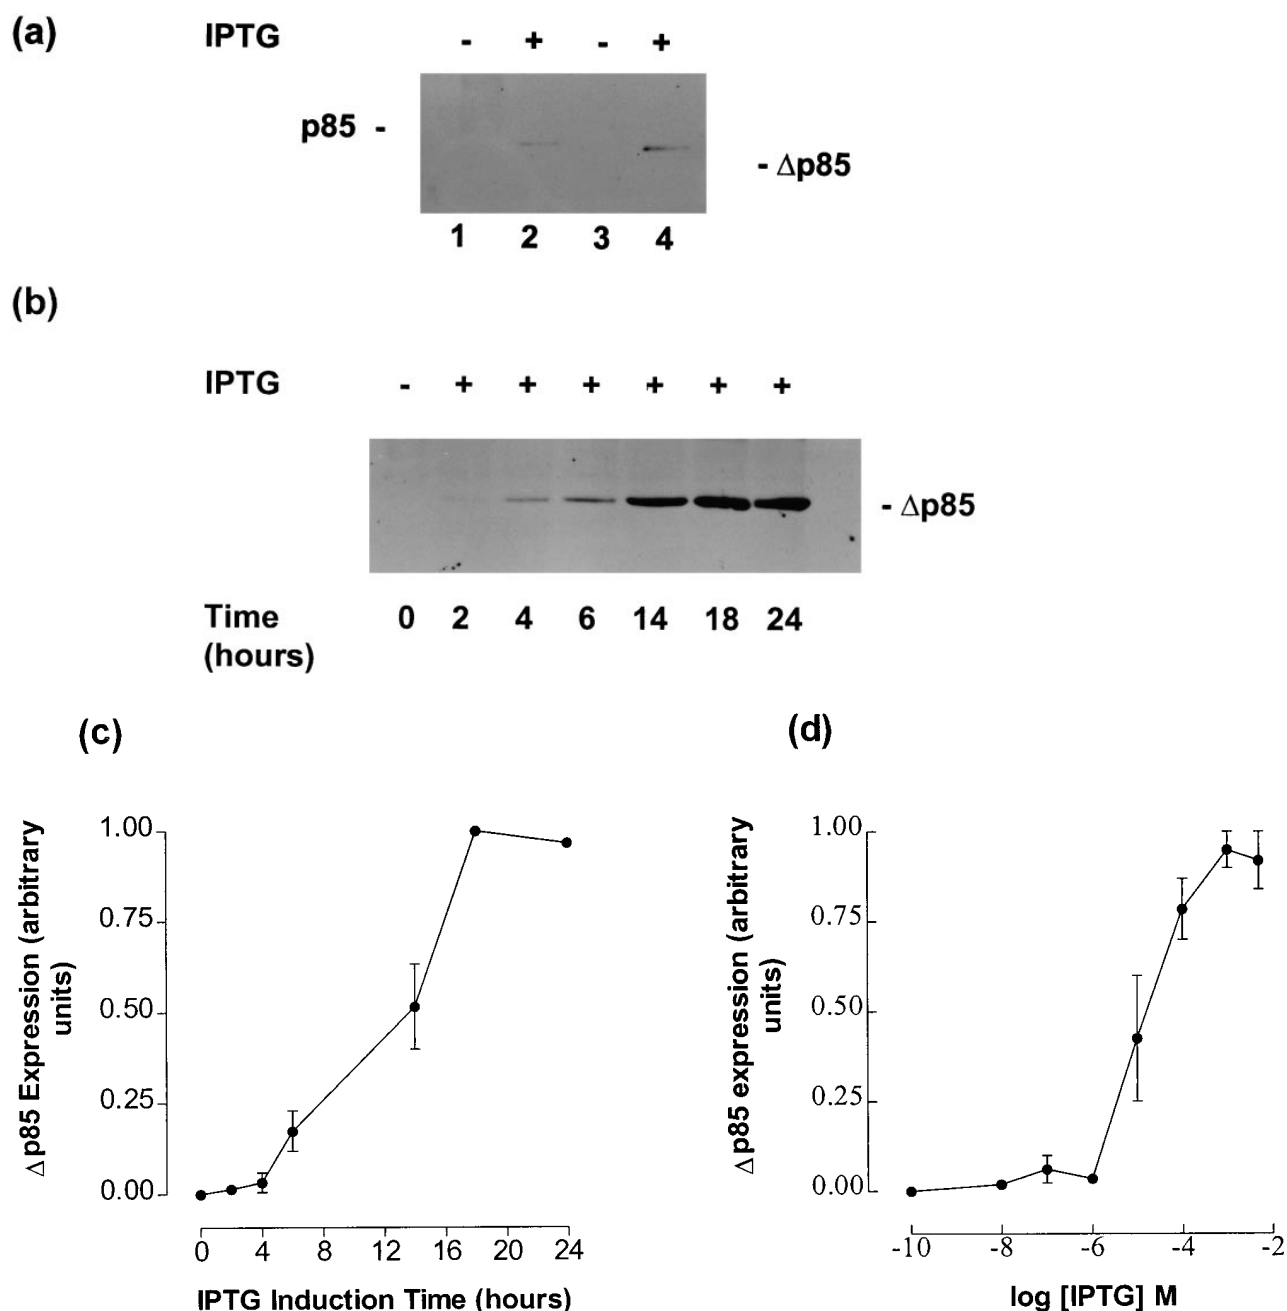 (a)
IPTG - + - +
p85 -
- Δp85
1 2 3 4
(b)
IPTG - + + + + + +
- Δp85
Time 0 2 4 6 14 18 24
(hours)
(c)
Δp85 Expression (arbitrary
units)
1.00
0.75
0.50
0.25
0.00
0 4 8 12 16 20 24
IPTG Induction Time (hours)
(d)
Δp85 expression (arbitrary
units)
1.00
0.75
0.50
0.25
0.00
-10 -8 -6 -4 -2
log [IPTG] M